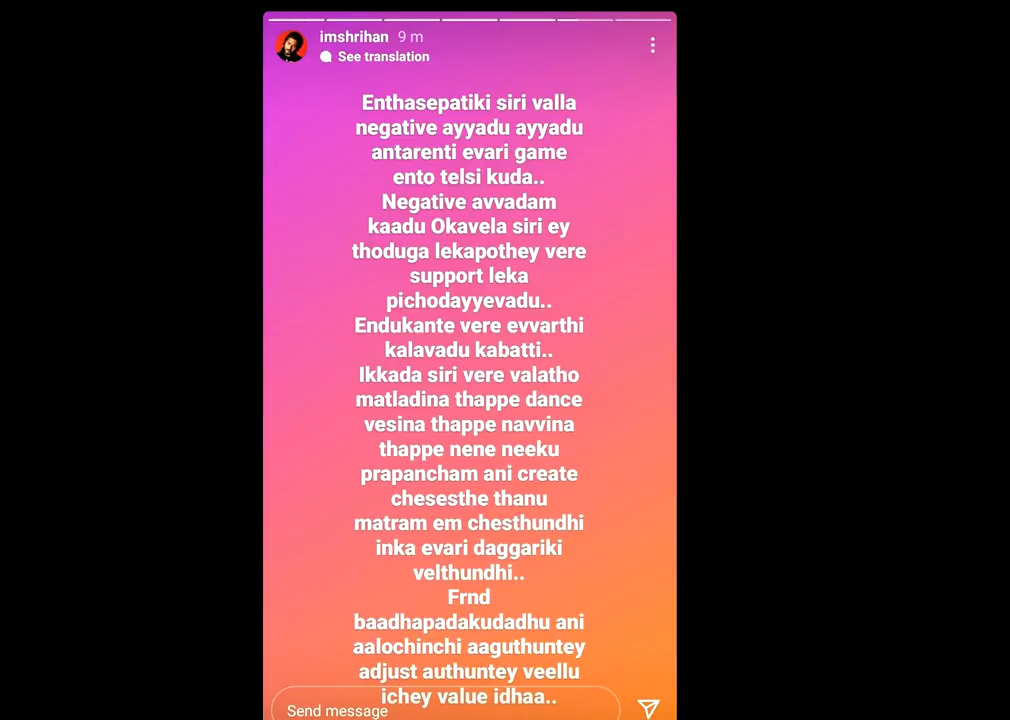 imshrihan 9 m
See translation
Enthasepatiki siri valla
negative ayyadu ayyadu
antarenti evari game
ento telsi kuda..
Negative avvadam
kaadu Okavela siri ey
thoduga lekapothey vere
support leka
pichodayyevadu..
Endukante vere evvarthi
kalavadu kabatti..
Ikkada siri vere valatho
matladina thappe dance
vesina thappe navvina
thappe nene neeku
prapancham ani create
chesesthe thanu
matram em chesthundhi
inka evari daggariki
velthundhi..
Frnd
baadhapadakudadhu ani
aalochinchi aaguthuntey
adjust authuntey veellu
ichey value idhaa..
Send message